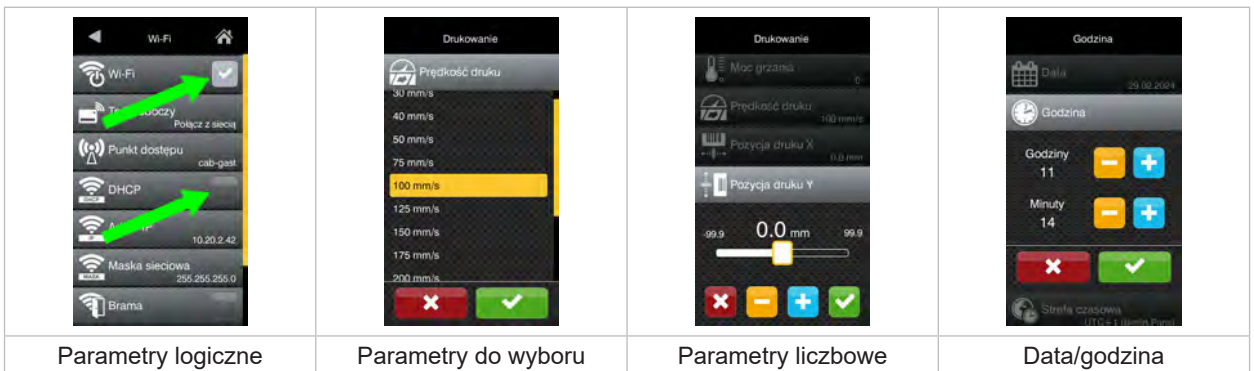 Wi-Fi
Wi-Fi
Połącz z siecią
Punkt dostępu
cab-gast
DHCP
DHCP
IP
10.20.2.42
Maska sieciowa
MASK
255.255.255.0
Brama
Parametry logiczne
Drukowanie
Prędkość druku
30 mm/s
40 mm/s
50 mm/s
75 mm/s
100 mm/s
125 mm/s
150 mm/s
175 mm/s
200 mm/s
Parametry do wyboru
Drukowanie
Moc grzania
0
Prędkość druku
100 mm/s
Pozycja druku X
0.0 mm
Pozycja druku Y
-99.9 0.0 mm 99.9
Parametry liczbowe
Godzina
Data
29.02.2024
Godzina
Godziny
11
Minuty
14
Strefa czasowa
Data/godzina